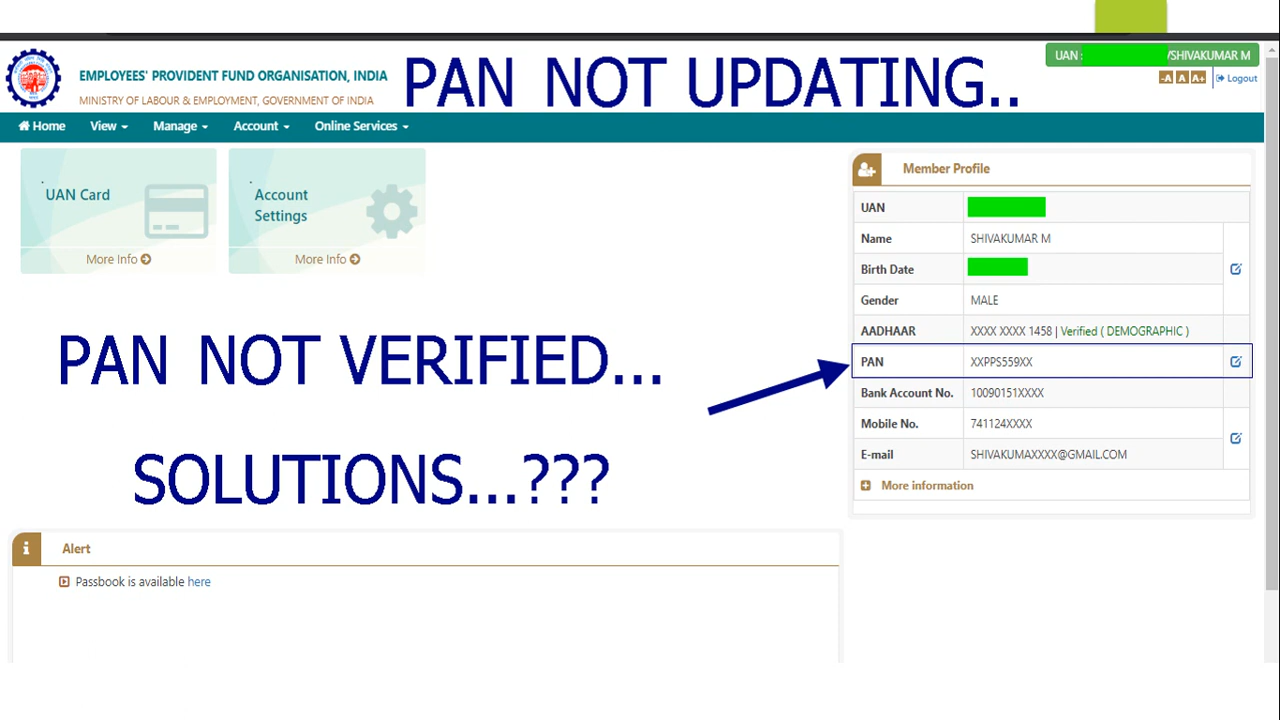 UAN : /SHIVAKUMAR M
EMPLOYEES' PROVIDENT FUND ORGANISATION, INDIA
MINISTRY OF LABOUR & EMPLOYMENT, GOVERNMENT OF INDIA
PAN NOT UPDATING..
-A A A+ Logout
Home View Manage Account Online Services
UAN Card
More Info
Account
Settings
More Info
Member Profile
UAN
Name SHIVAKUMAR M
Birth Date
Gender MALE
AADHAAR XXXX XXXX 1458 | Verified ( DEMOGRAPHIC )
PAN XXPPS559XX
Bank Account No. 10090151XXXX
Mobile No. 741124XXXX
E-mail SHIVAKUMAXXXX@GMAIL.COM
More information
PAN NOT VERIFIED...
SOLUTIONS...???
Alert
Passbook is available here